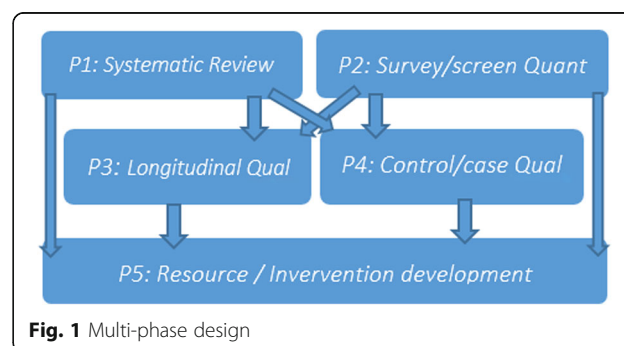 P1: Systematic Review
P2: Survey/screen Quant
P3: Longitudinal Qual
P4: Control/case Qual
P5: Resource / Invervention development
Fig. 1 Multi-phase design